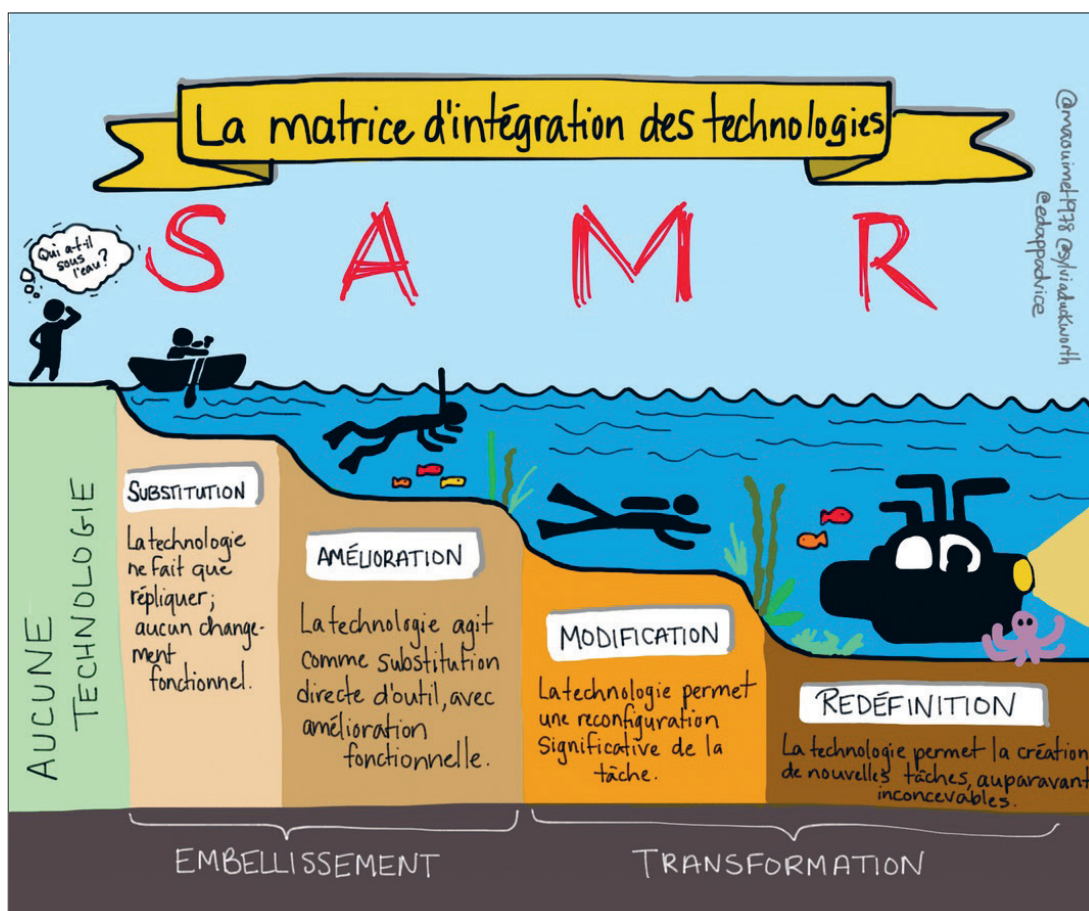 La matrice d'intégration des technologies
S A M R
@maouimet1978 @sylviaduckworth
@edappadvice
Qui a-t-il
sous
l'eau?
AUCUNE
TECHNOLOGIE
SUBSTITUTION
La technologie
ne fait que
répliquer;
aucun change-
ment
fonctionnel.
AMÉLIORATION
La technologie agit
comme substitution
directe d'outil, avec
amélioration
fonctionnelle.
MODIFICATION
La technologie permet
une reconfiguration
significative de la
tâche.
REDÉFINITION
La technologie permet la création
de nouvelles tâches, auparavant
inconcevables.
EMBELLISSEMENT
TRANSFORMATION